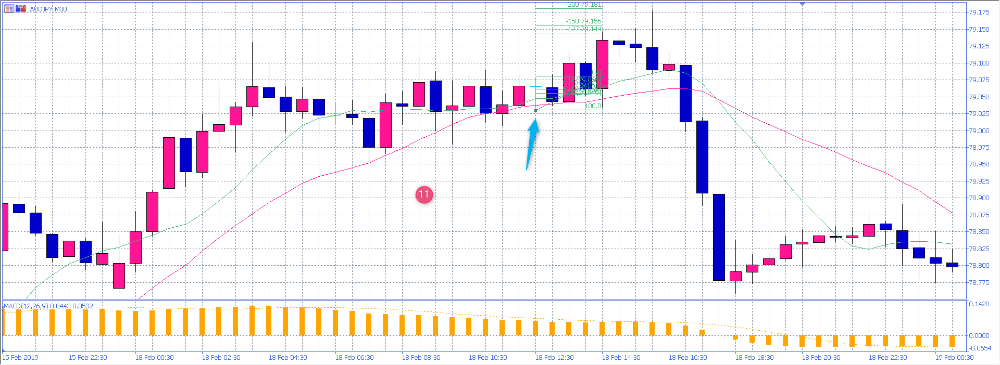 AUDJPY,M30
-200 79.181
-150 79.156
-127 79.144
0.0
100.0
11
79.175
79.150
79.125
79.100
79.075
79.050
79.025
79.000
78.975
78.950
78.925
78.900
78.875
78.850
78.825
78.800
78.775
MACD(12,26,9) 0.0443 0.0532
0.1420
0.0000
-0.0654
15 Feb 2019
15 Feb 22:30
18 Feb 00:30
18 Feb 02:30
18 Feb 04:30
18 Feb 06:30
18 Feb 08:30
18 Feb 10:30
18 Feb 12:30
18 Feb 14:30
18 Feb 16:30
18 Feb 18:30
18 Feb 20:30
18 Feb 22:30
19 Feb 00:30